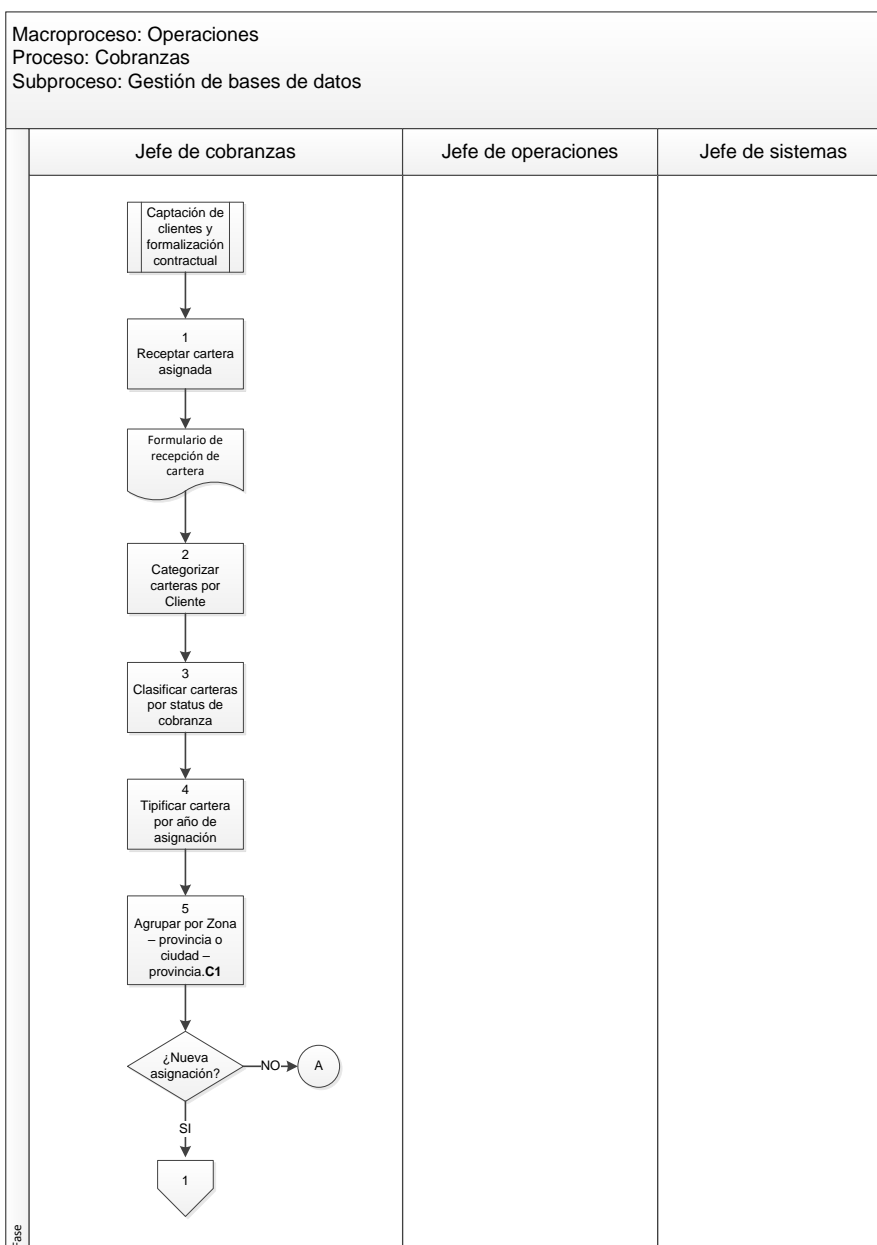 Macroproceso: Operaciones
Proceso: Cobranzas
Subproceso: Gestión de bases de datos
Jefe de cobranzas
Jefe de operaciones
Jefe de sistemas
Captación de
clientes y
formalización
contractual
1
Receptar cartera
asignada
Formulario de
recepción de
cartera
2
Categorizar
carteras por
Cliente
3
Clasificar carteras
por status de
cobranza
4
Tipificar cartera
por año de
asignación
5
Agrupar por Zona
– provincia o
ciudad –
provincia.C1
¿Nueva
asignación?
NO
A
SI
1
Fase